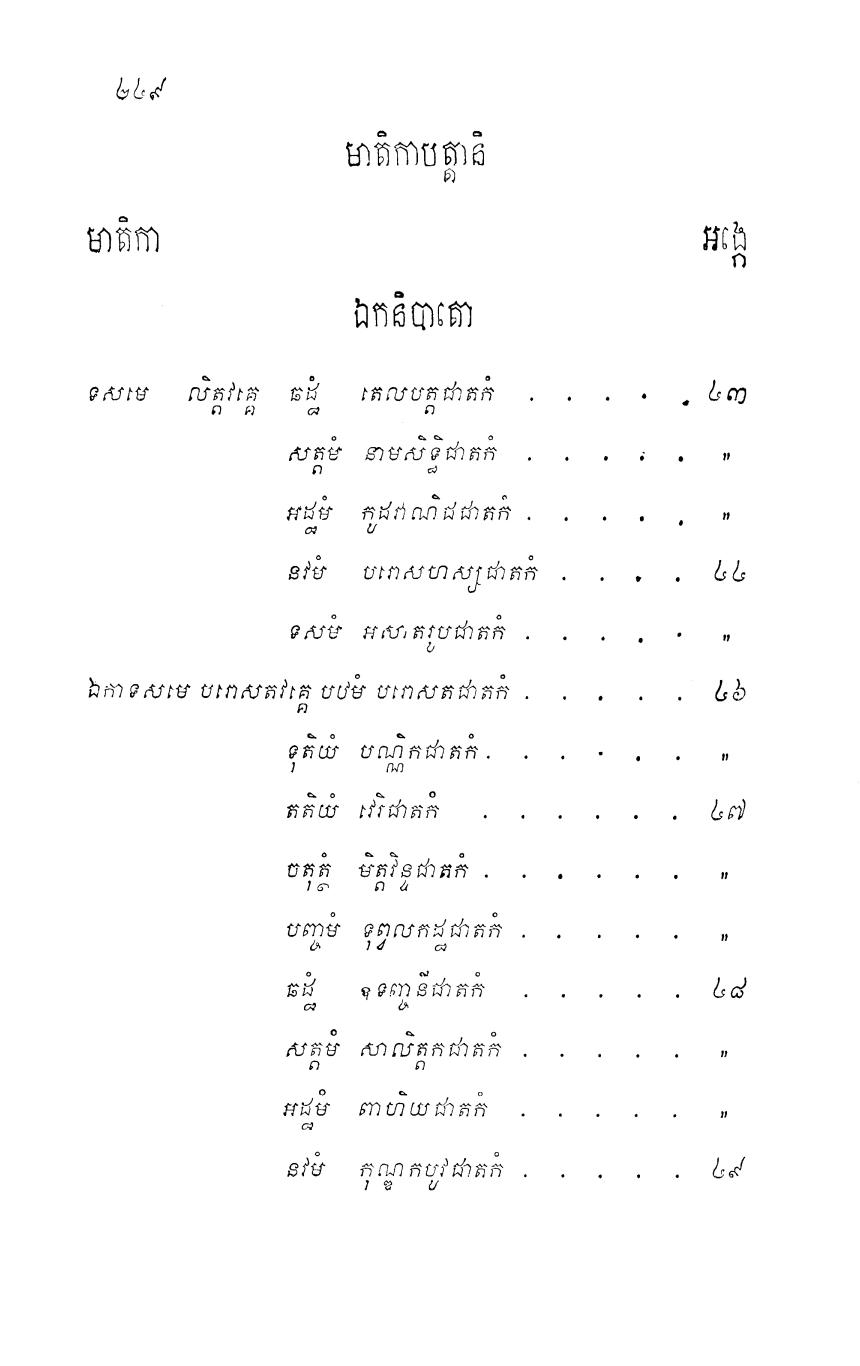 ២៤៩
មាតិកាបត្តានិ
មាតិកា អង្កេ
ឯកនិបាតោ
ទសមេ លិត្តវគ្គេ ឆដ្ឋំ តេលបត្តជាតកំ . . . . . ៤៣
សត្តមំ នាមសិទ្ធិជាតកំ . . . . . "
អដ្ឋមំ កូដវាណិជជាតកំ . . . . . "
នវមំ បរោសហស្សជាតកំ . . . . ៤៤
ទសមំ អសាតរូបជាតកំ . . . . . "
ឯកាទសមេ បរោសតវគ្គេ បឋមំ បរោសតជាតកំ . . . . . ៤៦
ទុតិយំ បណ្ណិកជាតកំ . . . . . . "
តតិយំ វេរិជាតកំ . . . . . . ៤៧
ចតុត្ថំ មិត្តវិន្ទជាតកំ . . . . . . "
បញ្ចមំ ទុព្វលកដ្ឋជាតកំ . . . . . "
ឆដ្ឋំ ឧទញ្ចនីជាតកំ . . . . . ៤៨
សត្តមំ សាលិត្តកជាតកំ . . . . . "
អដ្ឋមំ ពាហិយជាតកំ . . . . . "
នវមំ កុណ្ឌកបូវជាតកំ . . . . . ៤៩